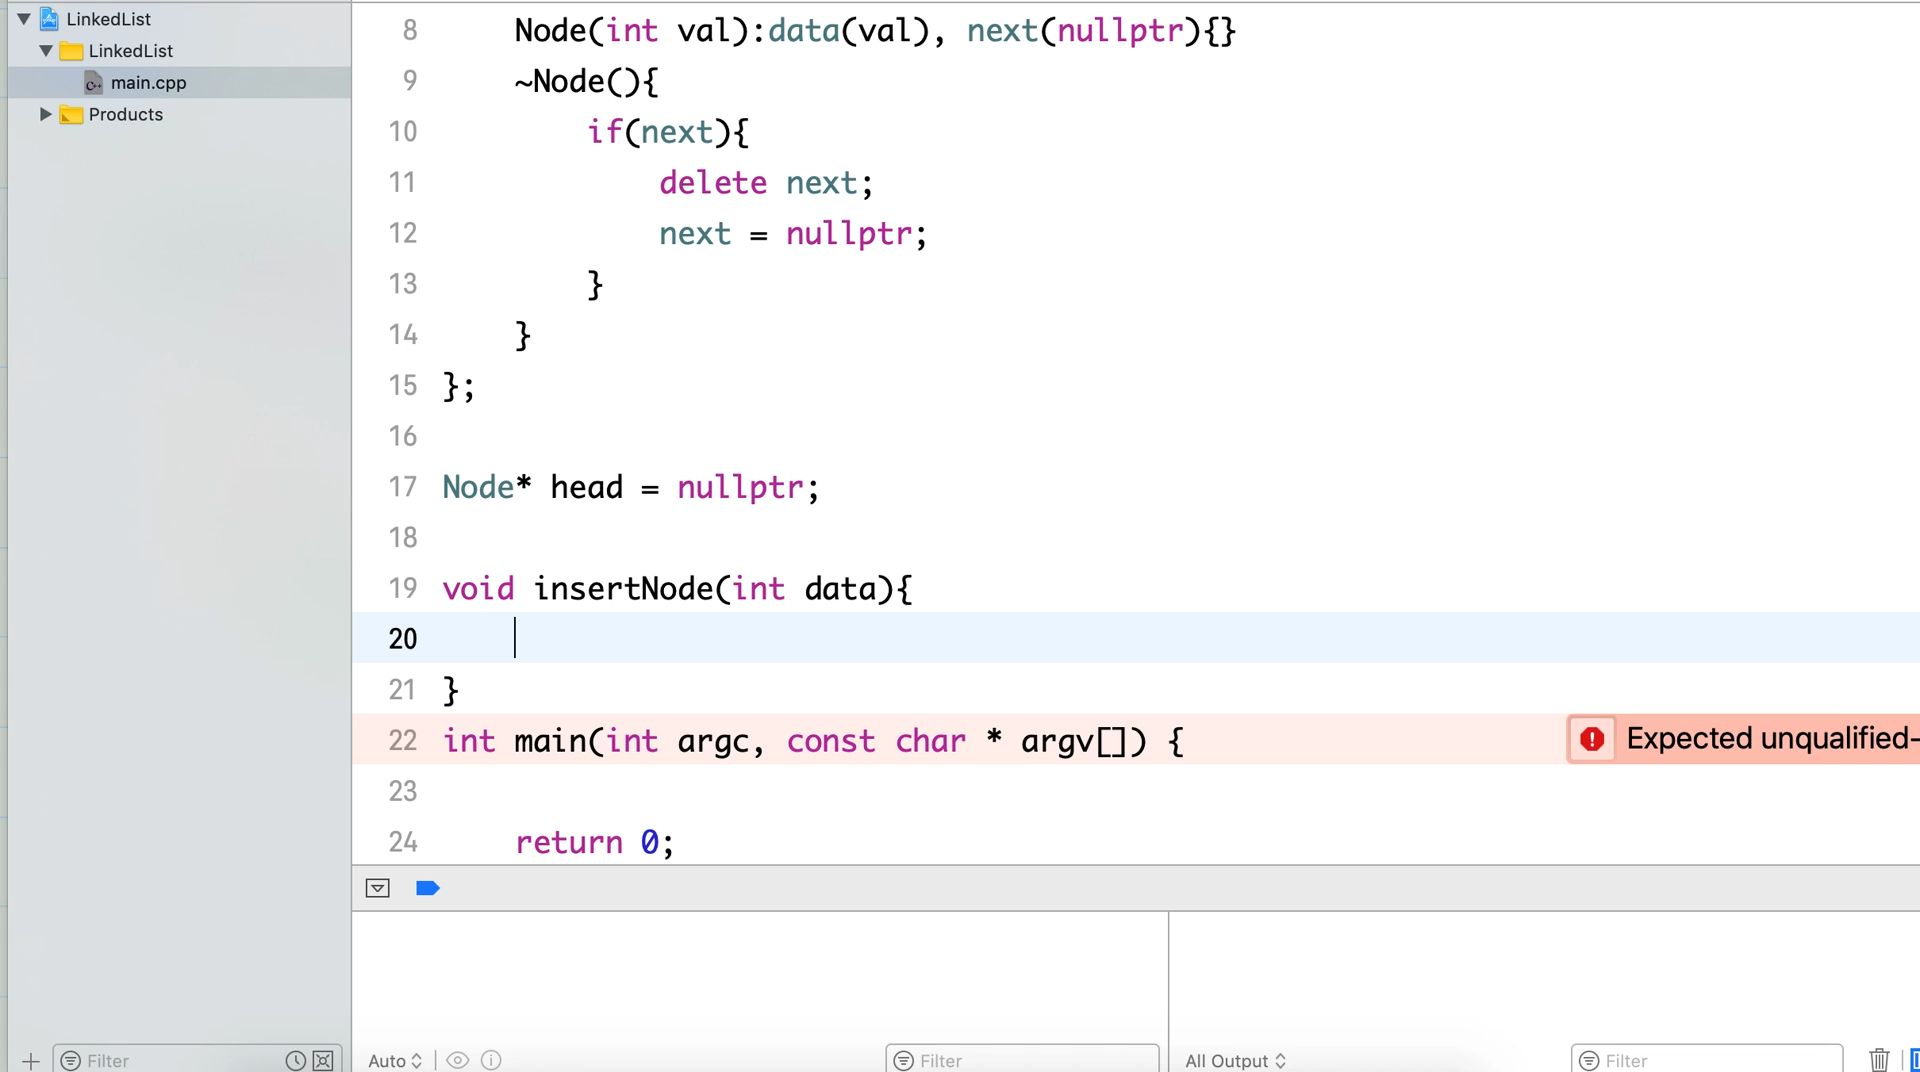 LinkedList
LinkedList
main.cpp
Products
8 Node(int val):data(val), next(nullptr){}
9 ~Node(){
10 if(next){
11 delete next;
12 next = nullptr;
13 }
14 }
15 };
16
17 Node* head = nullptr;
18
19 void insertNode(int data){
20
21 }
22 int main(int argc, const char * argv[]) { Expected unqualified-
23
24 return 0;
Filter
Auto
Filter
All Output
Filter